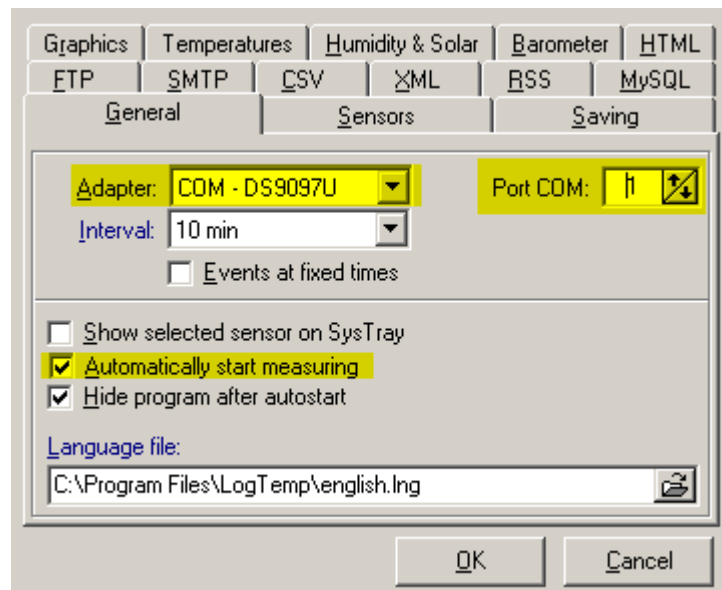 Graphics Temperatures Humidity & Solar Barometer HTML
FTP SMTP CSV XML RSS MySQL
General Sensors Saving
Adapter: COM - DS9097U Port COM: 1
Interval: 10 min
Events at fixed times
Show selected sensor on SysTray
Automatically start measuring
Hide program after autostart
Language file:
C:\Program Files\LogTemp\english.lng
OK Cancel